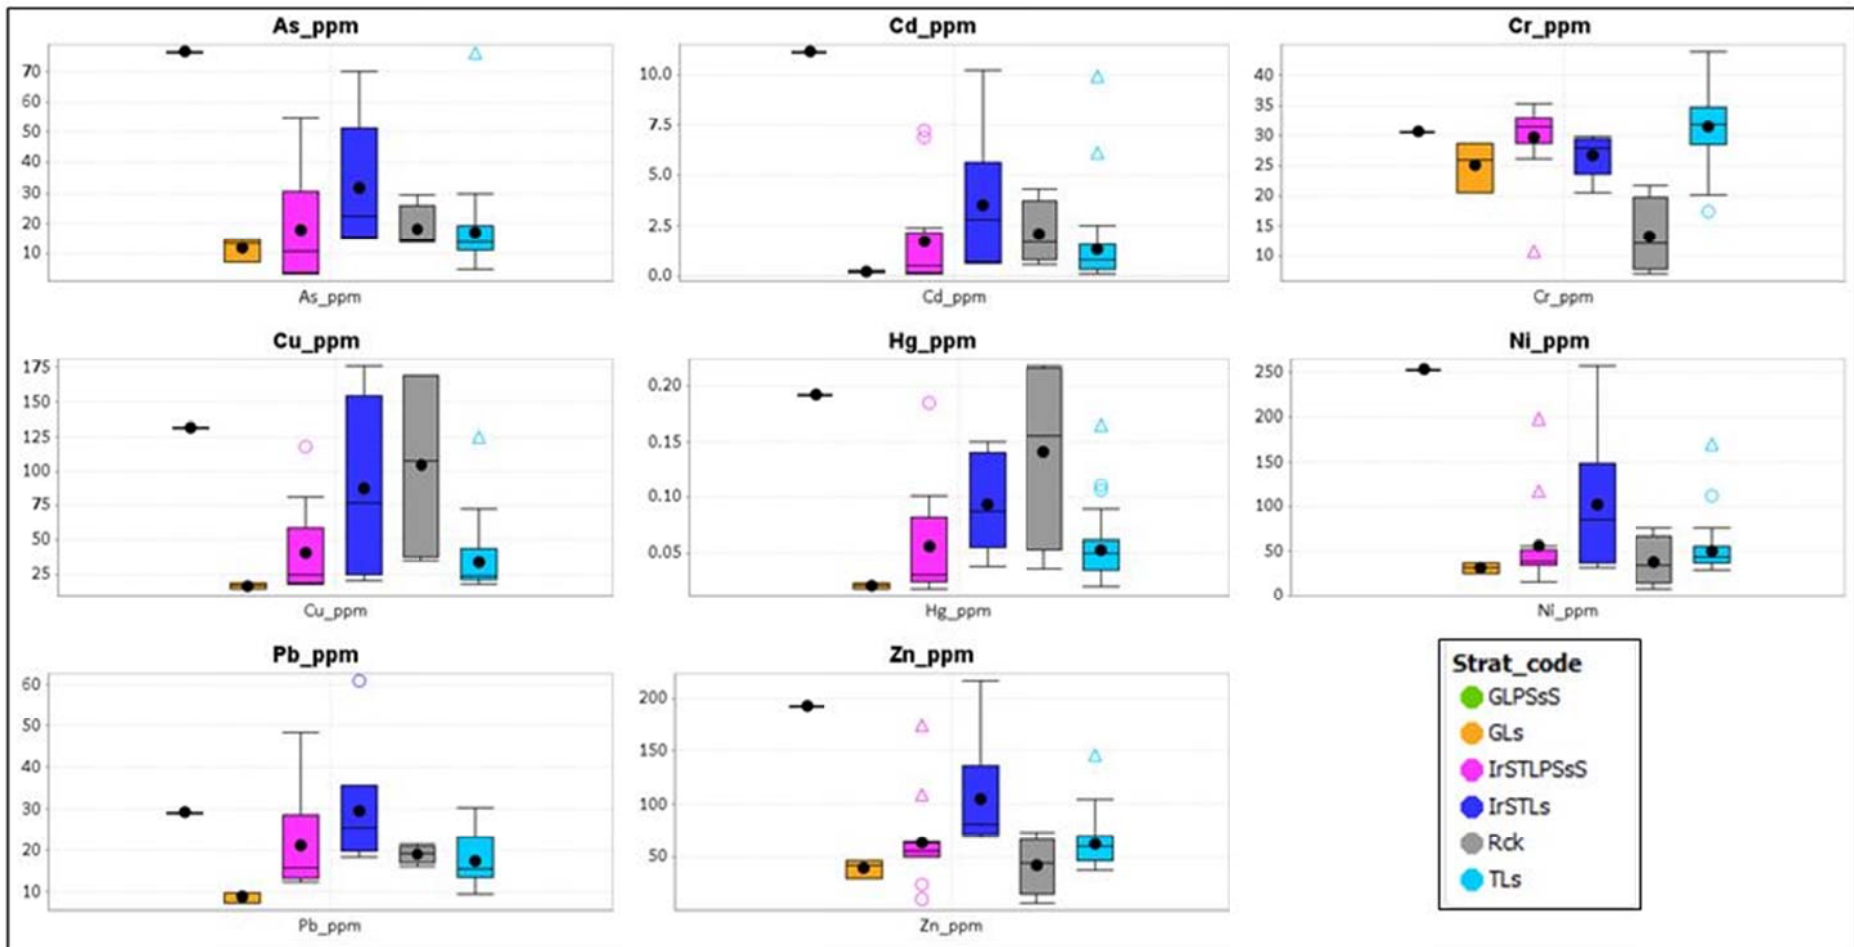 As_ppm
70
60
50
40
30
20
10
As_ppm
Cd_ppm
10.0
7.5
5.0
2.5
0.0
Cd_ppm
Cr_ppm
40
35
30
25
20
15
10
Cr_ppm
Cu_ppm
175
150
125
100
75
50
25
Cu_ppm
Hg_ppm
0.20
0.15
0.10
0.05
Hg_ppm
Ni_ppm
250
200
150
100
50
0
Ni_ppm
Pb_ppm
60
50
40
30
20
10
Pb_ppm
Zn_ppm
200
150
100
50
Zn_ppm
Strat_code
GLPSsS
GLs
IrSTLPSsS
IrSTLs
Rck
TLs